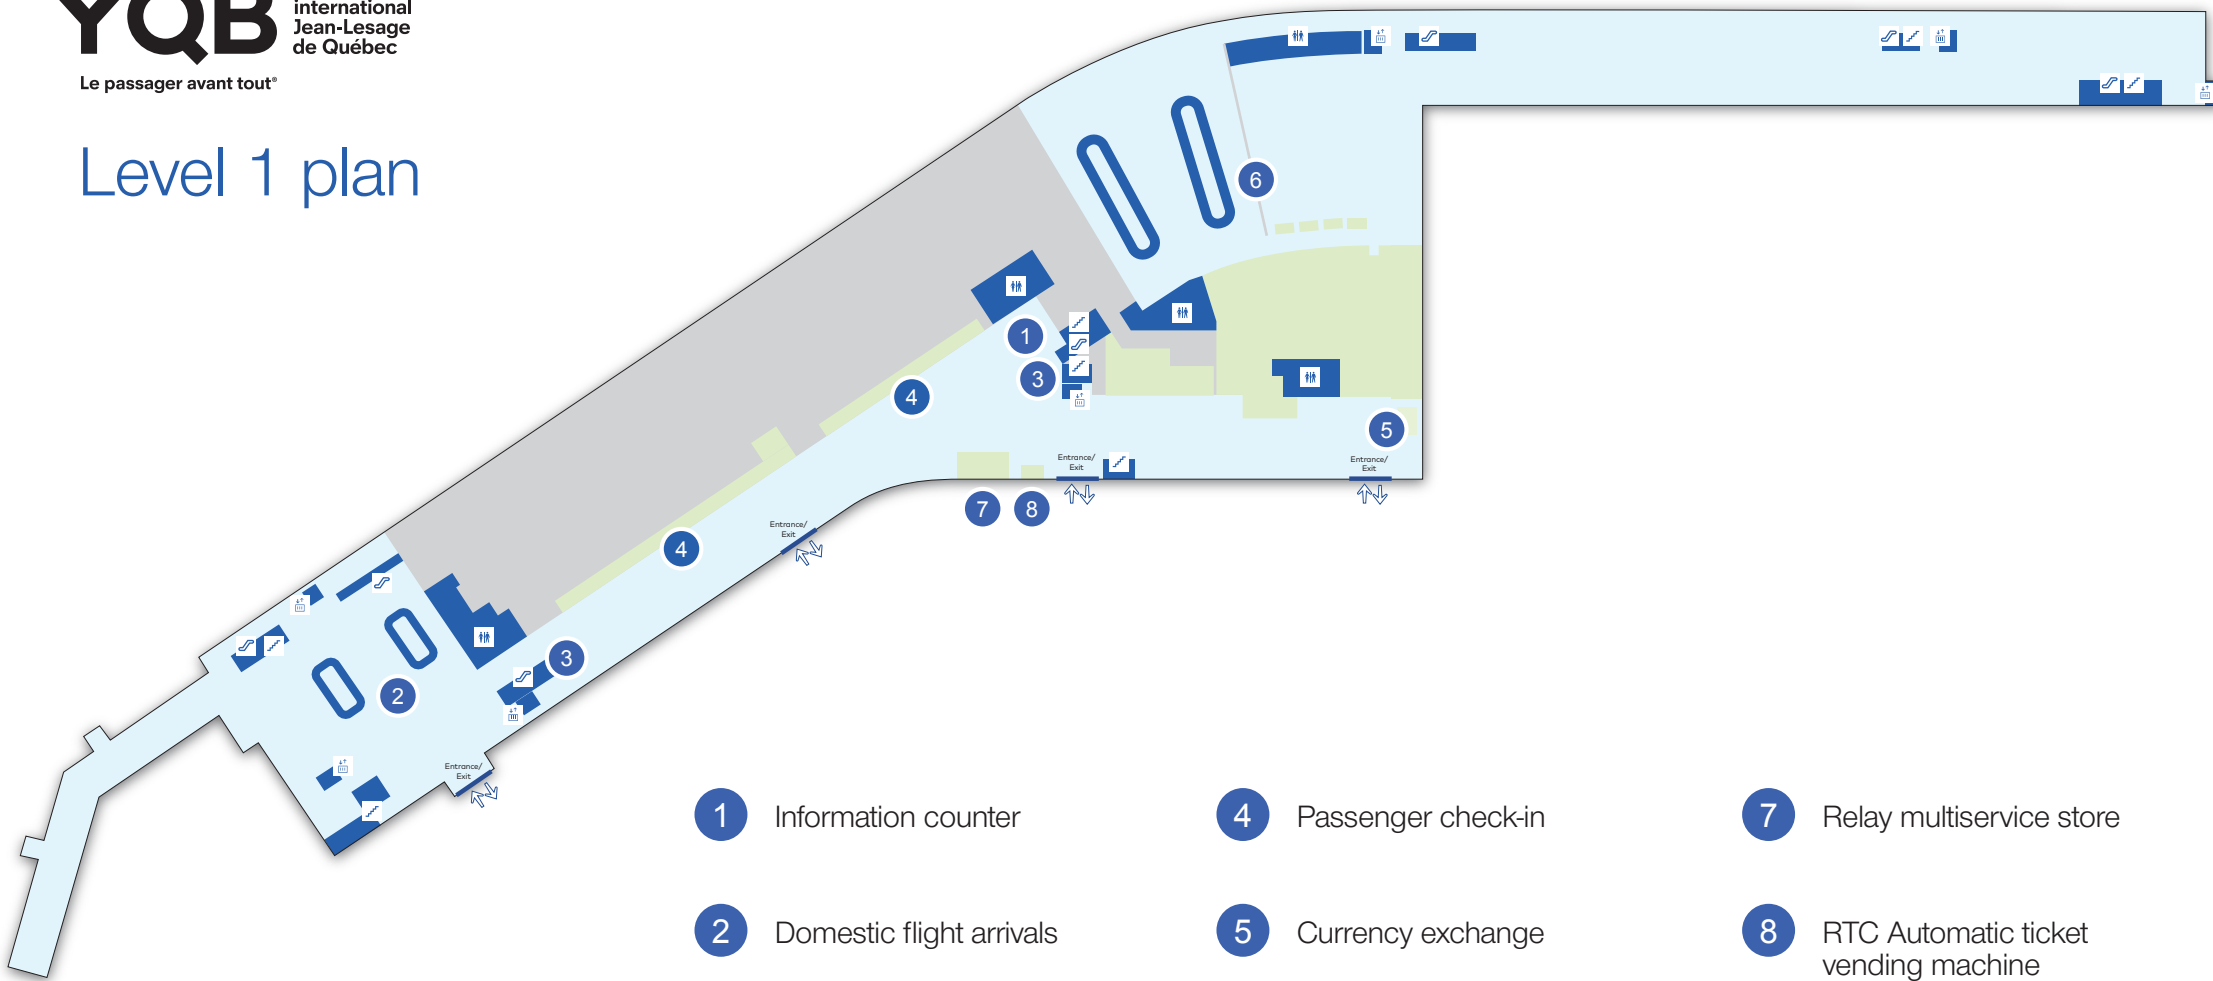 YQB
international
Jean-Lesage
de Québec
Le passager avant tout®
Level 1 plan
6
1
3
4
5
Entrance/
Exit
Entrance/
Exit
7
8
Entrance/
Exit
4
3
2
Entrance/
Exit
1 Information counter
4 Passenger check-in
7 Relay multiservice store
2 Domestic flight arrivals
5 Currency exchange
8 RTC Automatic ticket
vending machine